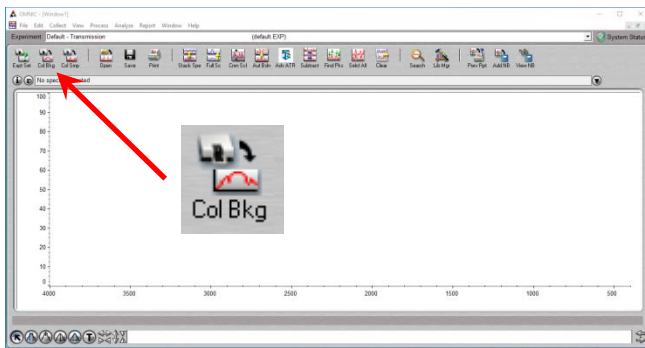 OMNIC - [Window1]
File Edit Collect View Process Analyze Report Window Help
Experiment Default - Transmission (default.EXP) System Status
Expt Set Col Bkg Col Smp Open Save Print Stack Spe Full Sc Cmn Scl Aut Bsln Adv ATR Subtract Find Pks Selct All Clear Search Lib Mgr Prev Rpt Add NB View NB
No spec
Col Bkg
100
90
80
70
60
50
40
30
20
10
0
4000 3500 3000 2500 2000 1500 1000 500
T